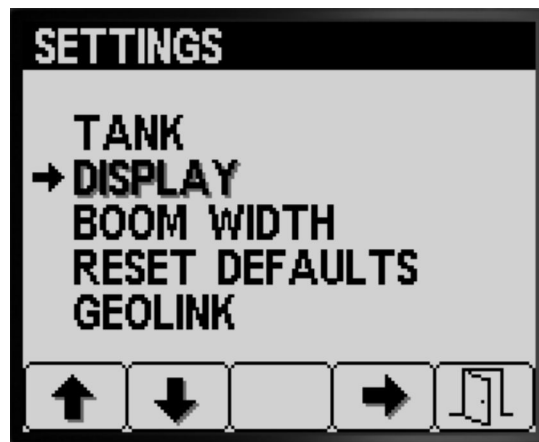 SETTINGS
TANK
DISPLAY
BOOM WIDTH
RESET DEFAULTS
GEOLINK